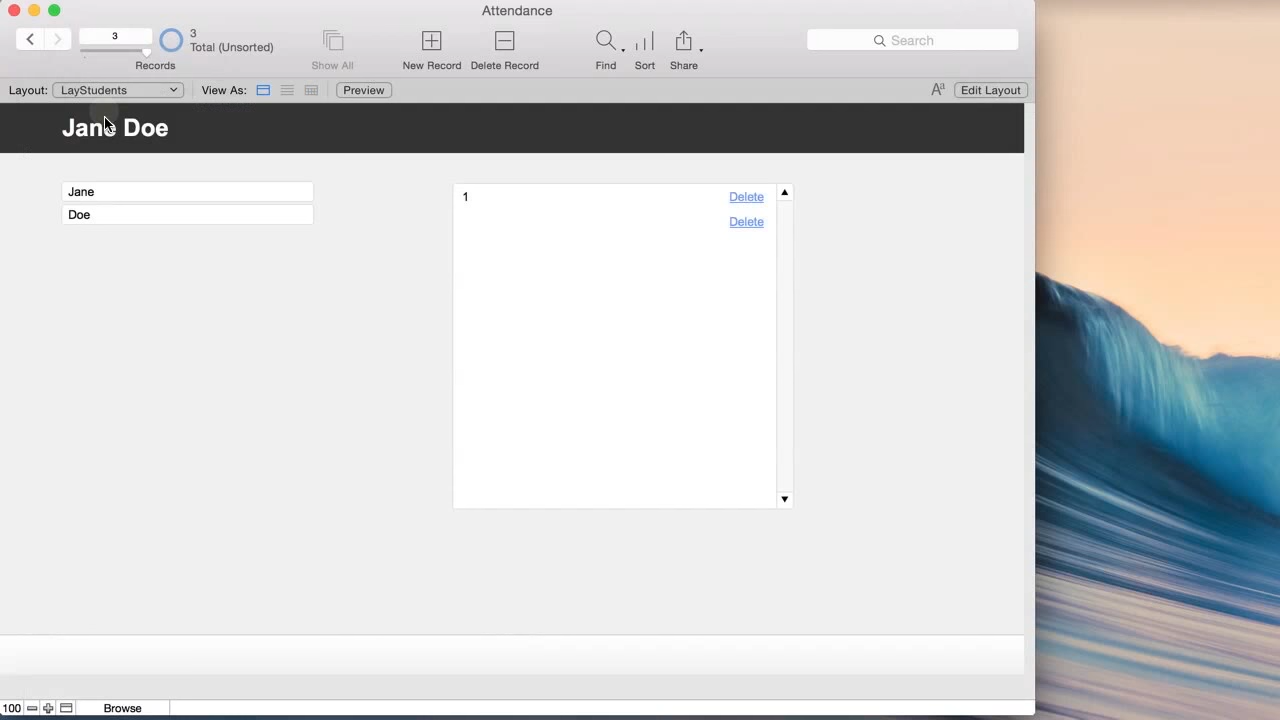 Attendance
3
3
Total (Unsorted)
Records
Show All
New Record
Delete Record
Find
Sort
Share
Search
Layout: LayStudents
View As:
Preview
Aa
Edit Layout
Jane Doe
Jane
Doe
1 Delete
Delete
100
Browse